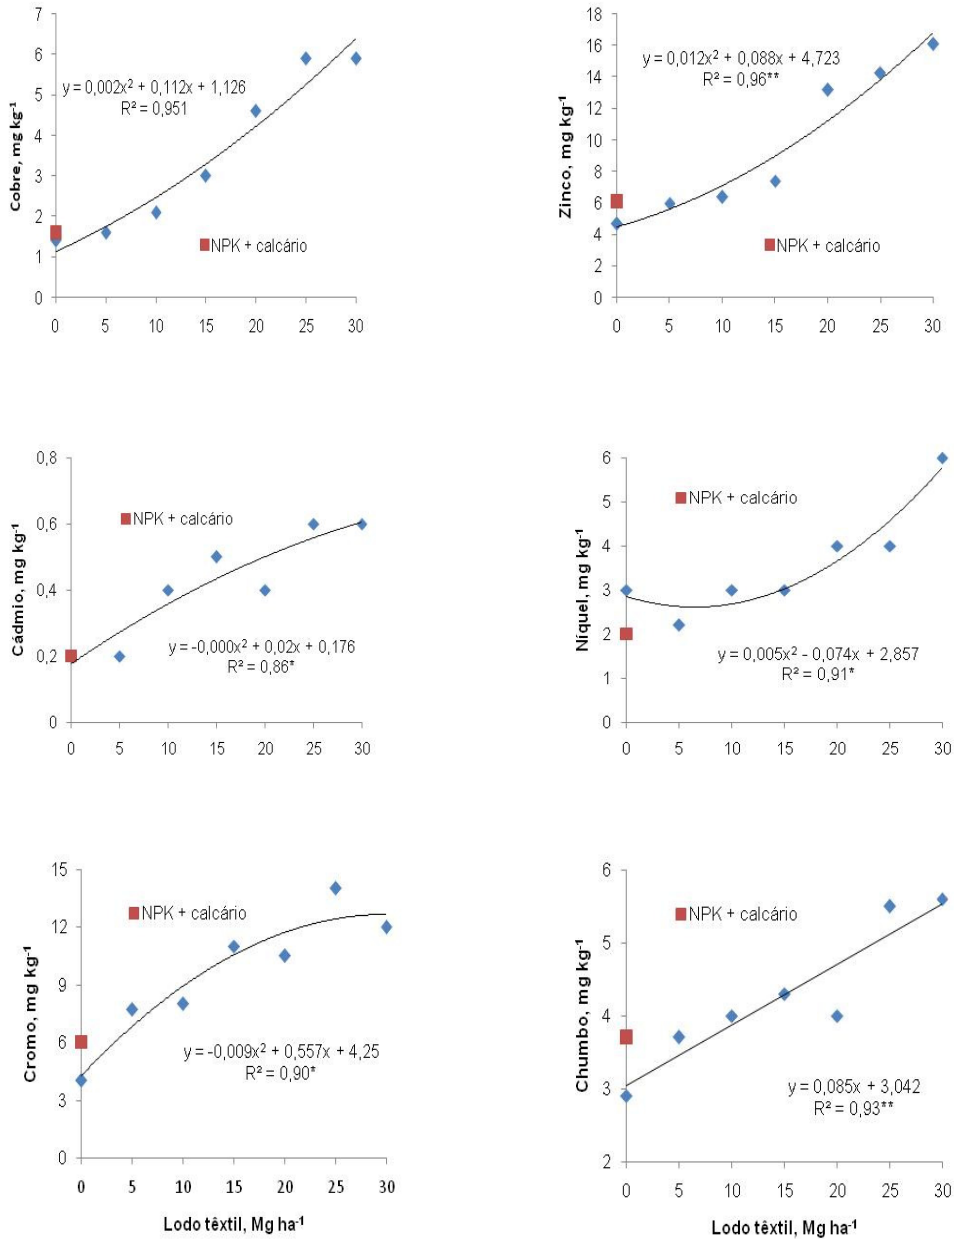 7
6
5
4
3
2
1
0
Cobre, mg kg⁻¹
y = 0,002x² + 0,112x + 1,126
R² = 0,951
NPK + calcário
0 5 10 15 20 25 30
18
16
14
12
10
8
6
4
2
0
Zinco, mg kg⁻¹
y = 0,012x² + 0,088x + 4,723
R² = 0,96**
NPK + calcário
0 5 10 15 20 25 30
0,8
0,6
0,4
0,2
0
Cádmio, mg kg⁻¹
NPK + calcário
y = -0,000x² + 0,02x + 0,176
R² = 0,86*
0 5 10 15 20 25 30
6
5
4
3
2
1
0
Níquel, mg kg⁻¹
NPK + calcário
y = 0,005x² - 0,074x + 2,857
R² = 0,91*
0 5 10 15 20 25 30
15
12
9
6
3
0
Cromo, mg kg⁻¹
NPK + calcário
y = -0,009x² + 0,557x + 4,25
R² = 0,90*
0 5 10 15 20 25 30
Lodo têxtil, Mg ha⁻¹
6
5
4
3
2
Chumbo, mg kg⁻¹
NPK + calcário
y = 0,085x + 3,042
R² = 0,93**
0 5 10 15 20 25 30
Lodo têxtil, Mg ha⁻¹